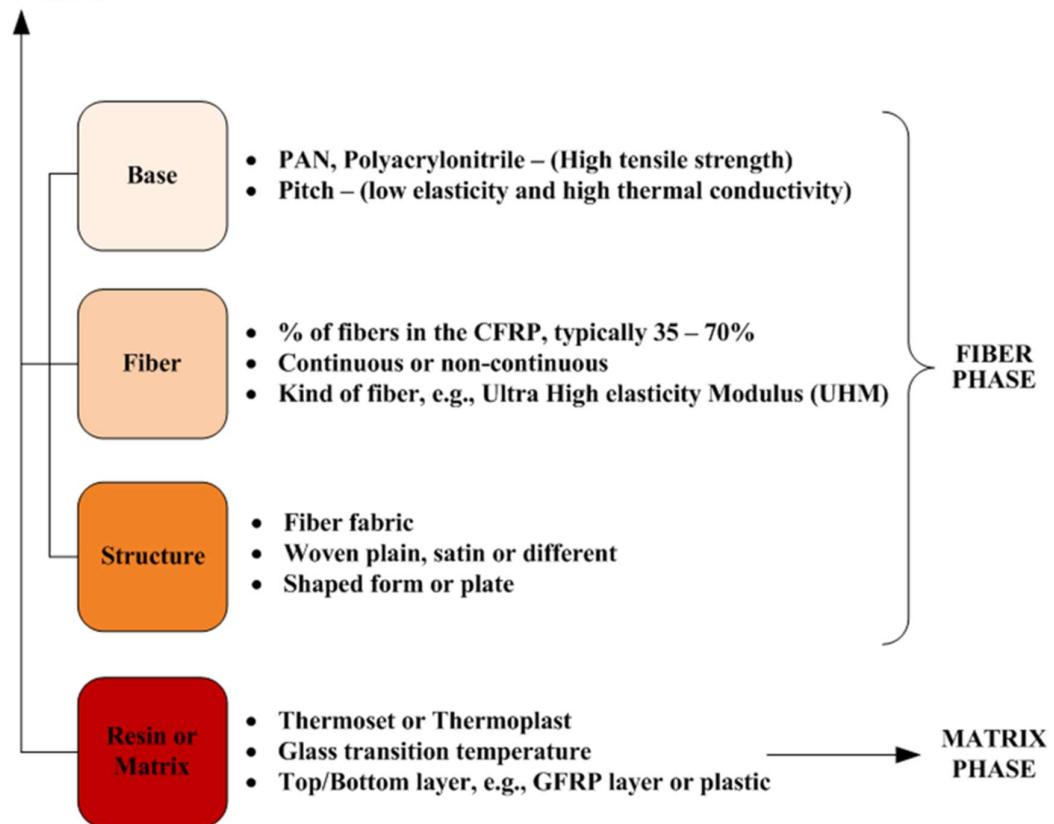 Base
• PAN, Polyacrylonitrile – (High tensile strength)
• Pitch – (low elasticity and high thermal conductivity)
Fiber
• % of fibers in the CFRP, typically 35 – 70%
• Continuous or non-continuous
• Kind of fiber, e.g., Ultra High elasticity Modulus (UHM)
FIBER
PHASE
Structure
• Fiber fabric
• Woven plain, satin or different
• Shaped form or plate
Resin or
Matrix
• Thermoset or Thermoplast
• Glass transition temperature
• Top/Bottom layer, e.g., GFRP layer or plastic
MATRIX
PHASE